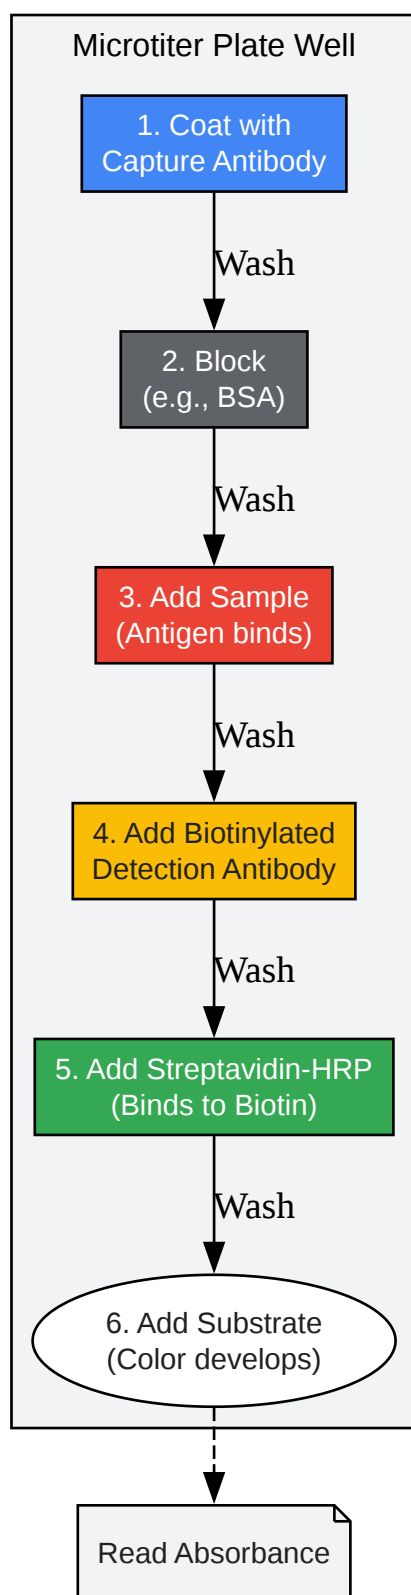 Microtiter Plate Well
1. Coat with
Capture Antibody
Wash
2. Block
(e.g., BSA)
Wash
3. Add Sample
(Antigen binds)
Wash
4. Add Biotinylated
Detection Antibody
Wash
5. Add Streptavidin-HRP
(Binds to Biotin)
Wash
6. Add Substrate
(Color develops)
Read Absorbance